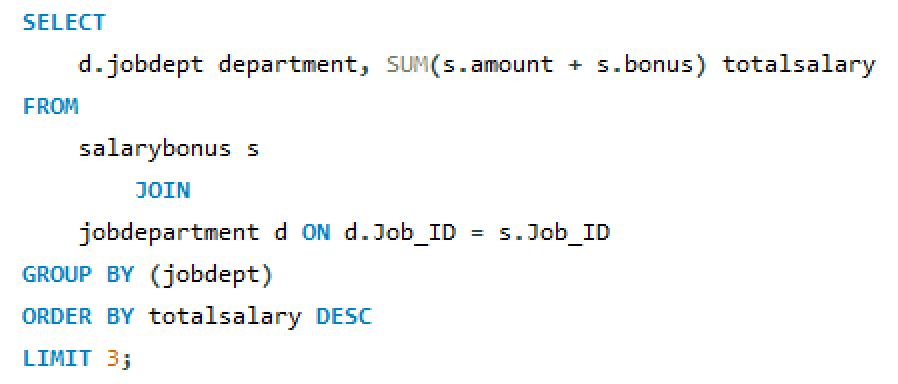 SELECT
    d.jobdept department, SUM(s.amount + s.bonus) totalsalary
FROM
    salarybonus s
        JOIN
    jobdepartment d ON d.Job_ID = s.Job_ID
GROUP BY (jobdept)
ORDER BY totalsalary DESC
LIMIT 3;